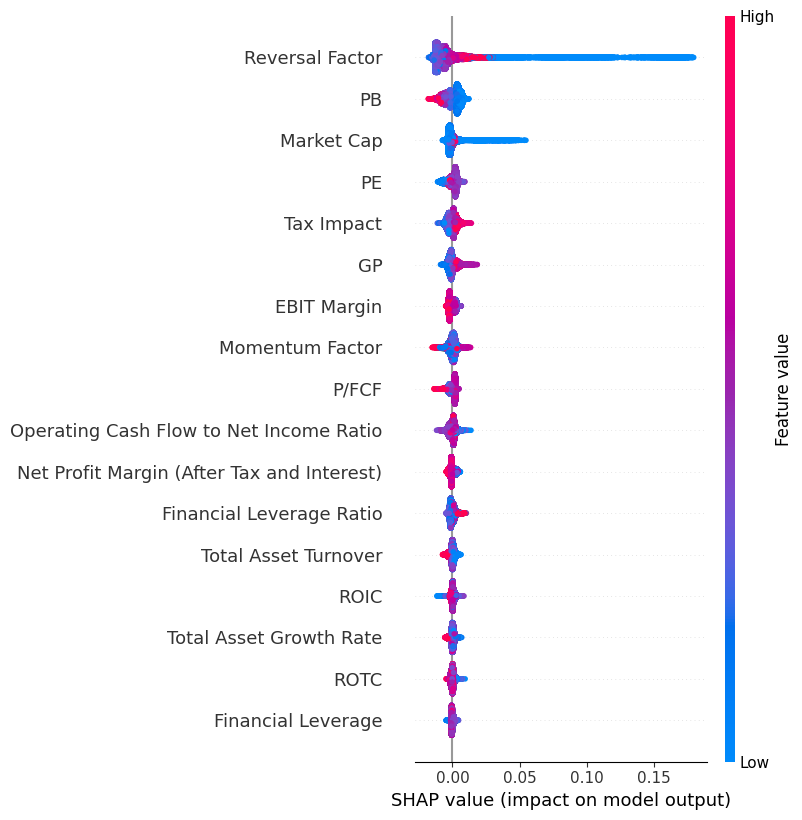 High
Reversal Factor
PB
Market Cap
PE
Tax Impact
GP
EBIT Margin
Momentum Factor
P/FCF
Operating Cash Flow to Net Income Ratio
Net Profit Margin (After Tax and Interest)
Financial Leverage Ratio
Total Asset Turnover
ROIC
Total Asset Growth Rate
ROTC
Financial Leverage
Feature value
Low
0.00 0.05 0.10 0.15
SHAP value (impact on model output)